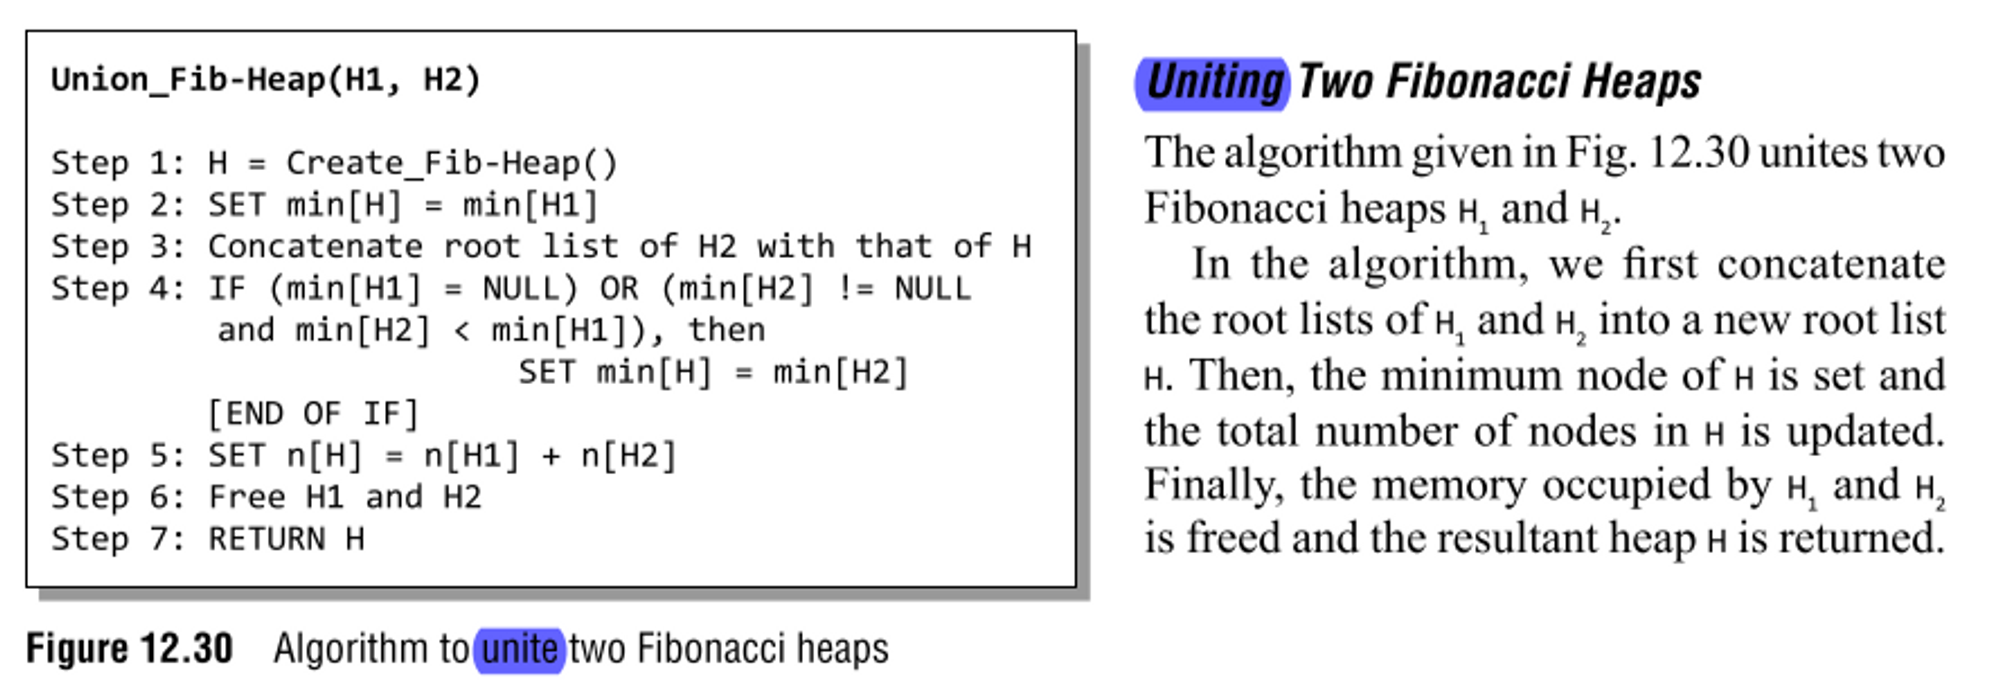 Union_Fib-Heap(H1, H2)
Step 1: H = Create_Fib-Heap()
Step 2: SET min[H] = min[H1]
Step 3: Concatenate root list of H2 with that of H
Step 4: IF (min[H1] = NULL) OR (min[H2] != NULL
and min[H2] < min[H1]), then
SET min[H] = min[H2]
[END OF IF]
Step 5: SET n[H] = n[H1] + n[H2]
Step 6: Free H1 and H2
Step 7: RETURN H
Figure 12.30 Algorithm to unite two Fibonacci heaps
Uniting Two Fibonacci Heaps
The algorithm given in Fig. 12.30 unites two
Fibonacci heaps H₁ and H₂.
In the algorithm, we first concatenate
the root lists of H₁ and H₂ into a new root list
H. Then, the minimum node of H is set and
the total number of nodes in H is updated.
Finally, the memory occupied by H₁ and H₂
is freed and the resultant heap H is returned.